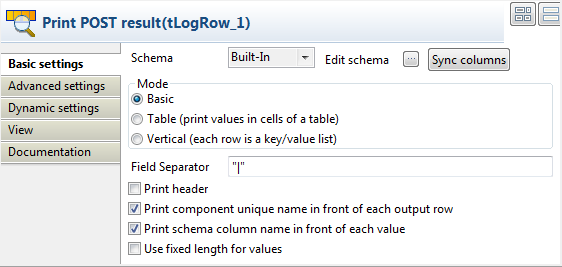 Print POST result(tLogRow_1)
Basic settings
Advanced settings
Dynamic settings
View
Documentation
Schema
Built-In
Edit schema
...
Sync columns
Mode
Basic
Table (print values in cells of a table)
Vertical (each row is a key/value list)
Field Separator
"|"
Print header
Print component unique name in front of each output row
Print schema column name in front of each value
Use fixed length for values